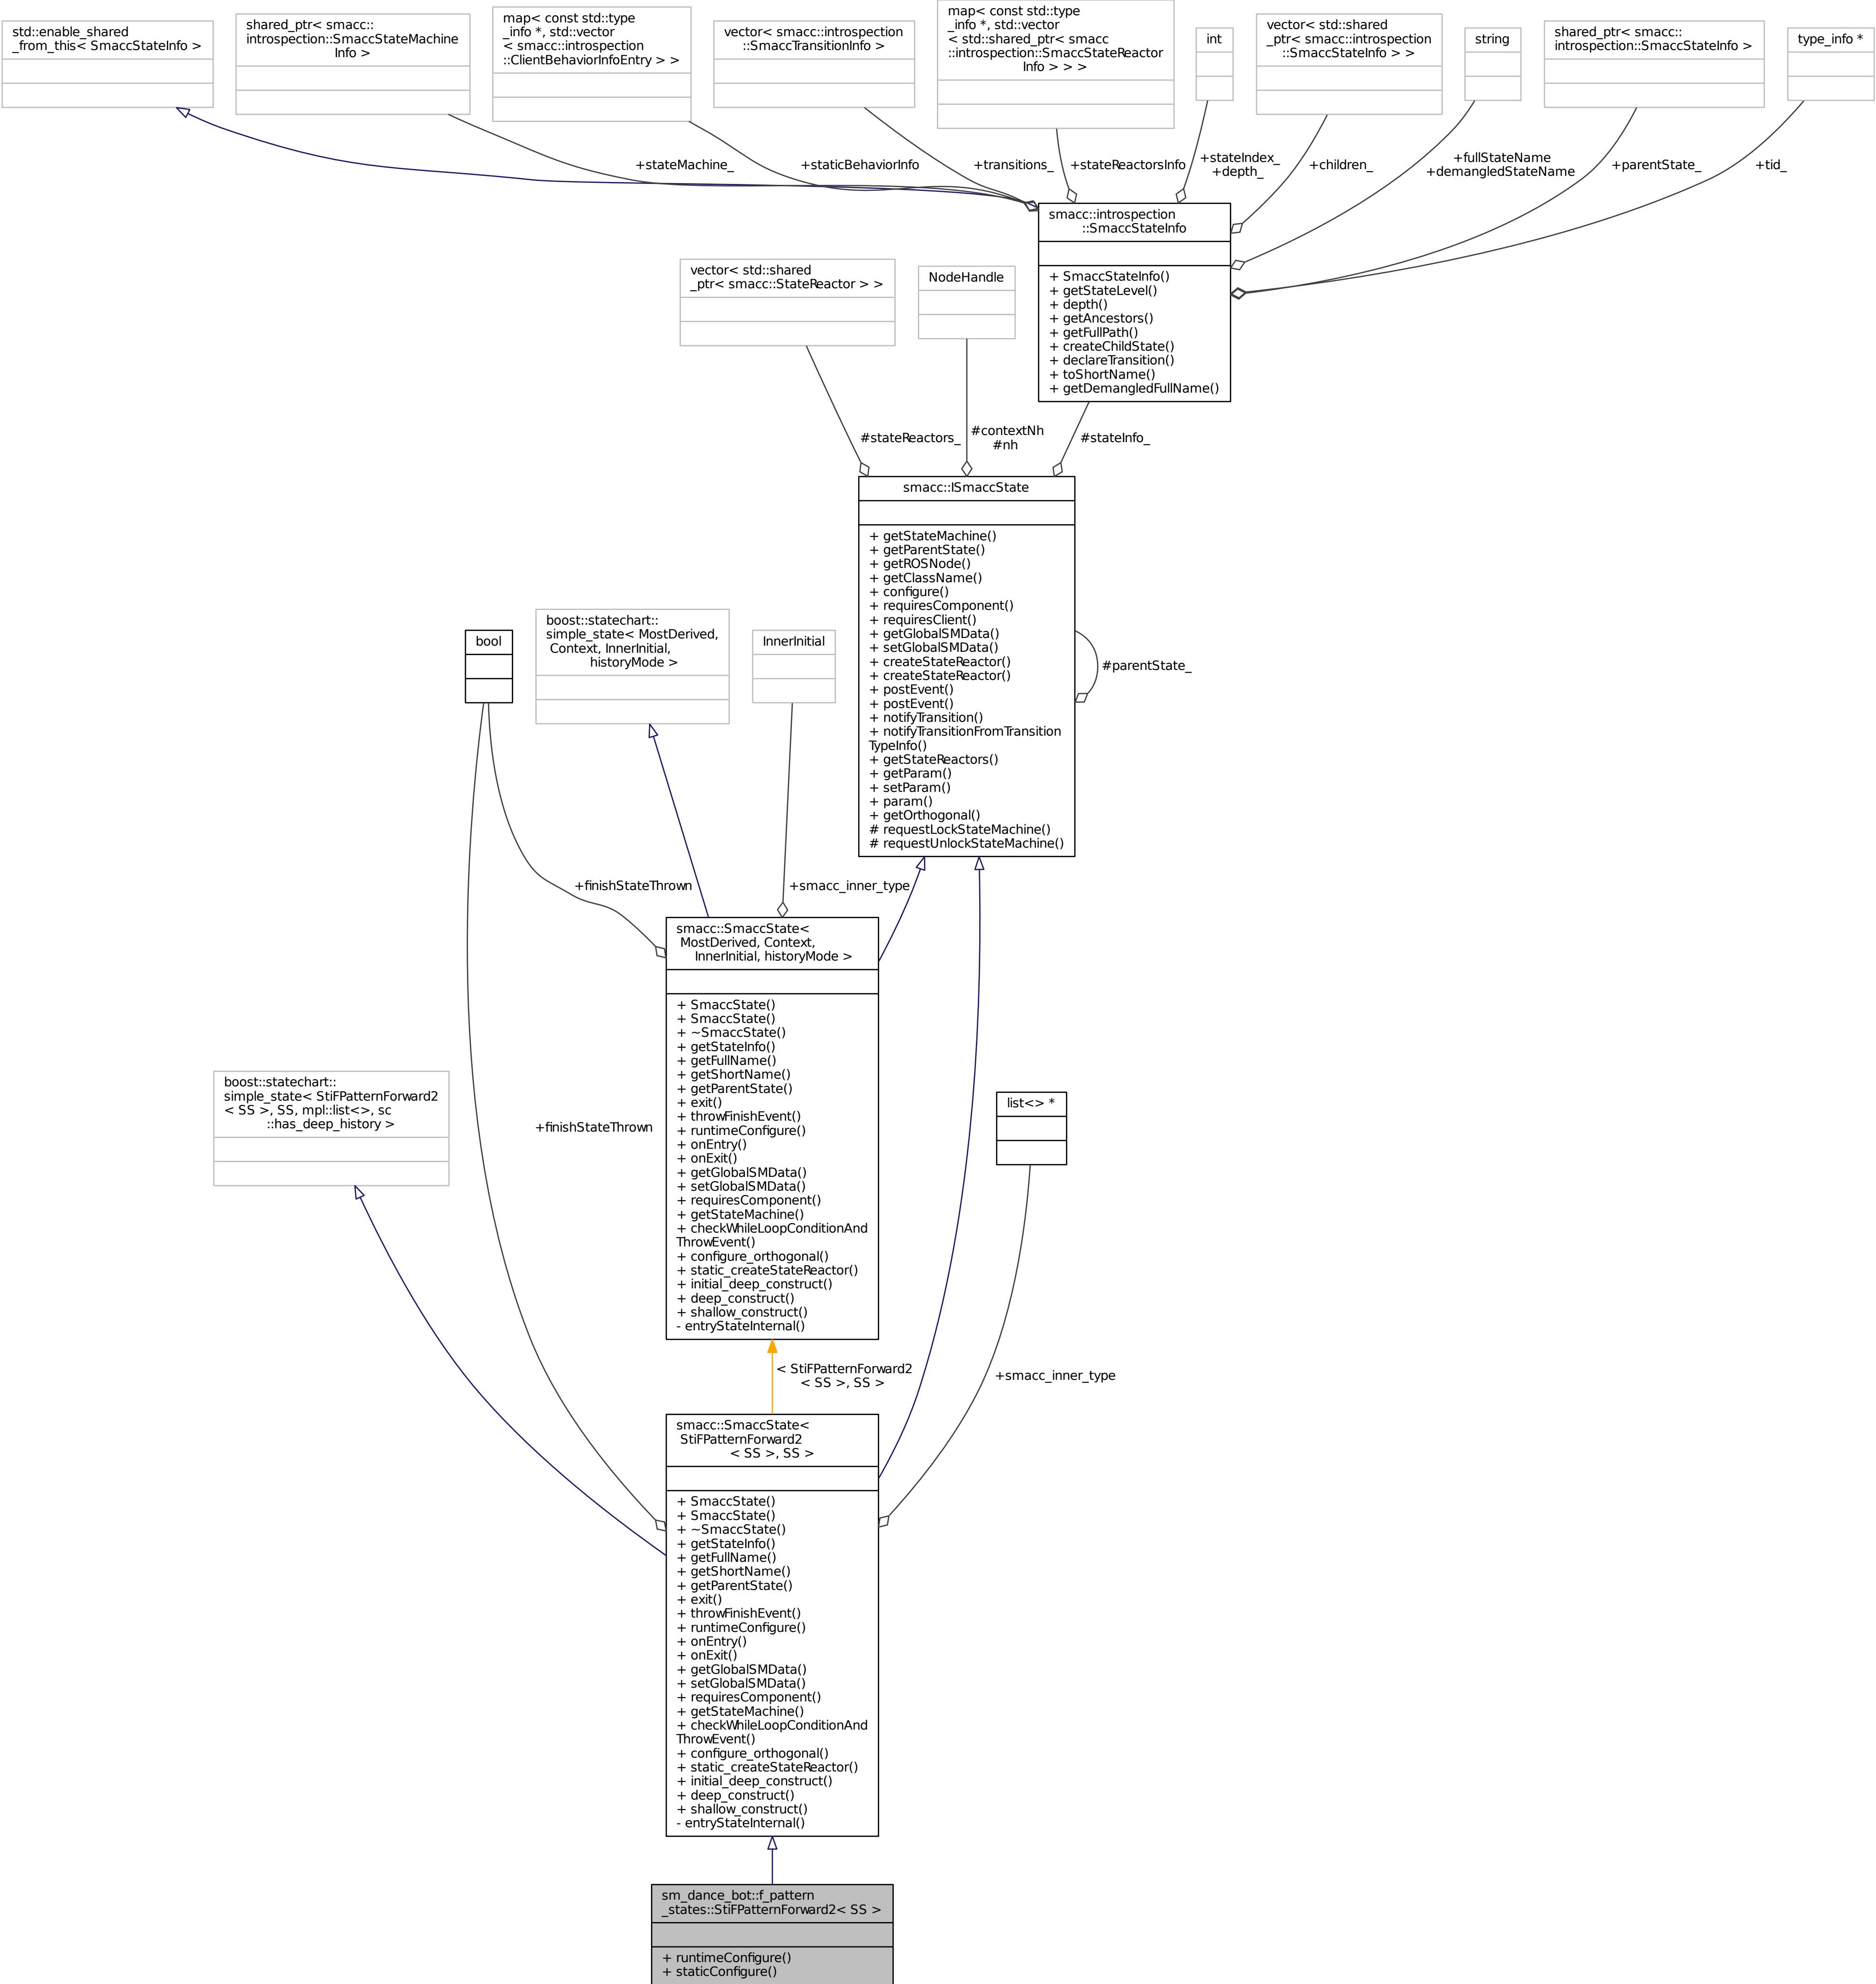 std::enable_shared
_from_this< SmaccStateInfo >
shared_ptr< smacc::
introspection::SmaccStateMachine
Info >
map< const std::type
_info *, std::vector
< smacc::introspection
::ClientBehaviorInfoEntry > >
vector< smacc::introspection
::SmaccTransitionInfo >
map< const std::type
_info *, std::vector
< std::shared_ptr< smacc
::introspection::SmaccStateReactor
Info > > >
int
vector< std::shared
_ptr< smacc::introspection
::SmaccStateInfo > >
string
shared_ptr< smacc::
introspection::SmaccStateInfo >
type_info *
+stateMachine_
+staticBehaviorInfo
+transitions_
+stateReactorsInfo
+stateIndex_
+depth_
+children_
+fullStateName
+demangledStateName
+parentState_
+tid_
smacc::introspection
::SmaccStateInfo
+ SmaccStateInfo()
+ getStateLevel()
+ depth()
+ getAncestors()
+ getFullPath()
+ createChildState()
+ declareTransition()
+ toShortName()
+ getDemangledFullName()
vector< std::shared
_ptr< smacc::StateReactor > >
NodeHandle
#stateReactors_
#contextNh
#nh
#stateInfo_
smacc::ISmaccState
+ getStateMachine()
+ getParentState()
+ getROSNode()
+ getClassName()
+ configure()
+ requiresComponent()
+ requiresClient()
+ getGlobalSMData()
+ setGlobalSMData()
+ createStateReactor()
+ createStateReactor()
+ postEvent()
+ postEvent()
+ notifyTransition()
+ notifyTransitionFromTransition
TypeInfo()
+ getStateReactors()
+ getParam()
+ setParam()
+ param()
+ getOrthogonal()
# requestLockStateMachine()
# requestUnlockStateMachine()
#parentState_
bool
boost::statechart::
simple_state< MostDerived,
Context, InnerInitial,
historyMode >
InnerInitial
+finishStateThrown
+smacc_inner_type
smacc::SmaccState<
MostDerived, Context,
InnerInitial, historyMode >
+ SmaccState()
+ SmaccState()
+ ~SmaccState()
+ getStateInfo()
+ getFullName()
+ getShortName()
+ getParentState()
+ exit()
+ throwFinishEvent()
+ runtimeConfigure()
+ onEntry()
+ onExit()
+ getGlobalSMData()
+ setGlobalSMData()
+ requiresComponent()
+ getStateMachine()
+ checkWhileLoopConditionAnd
ThrowEvent()
+ configure_orthogonal()
+ static_createStateReactor()
+ initial_deep_construct()
+ deep_construct()
+ shallow_construct()
- entryStateInternal()
boost::statechart::
simple_state< StiFPatternForward2
< SS >, SS, mpl::list<>, sc
::has_deep_history >
+finishStateThrown
list<> *
< StiFPatternForward2
< SS >, SS >
+smacc_inner_type
smacc::SmaccState<
StiFPatternForward2
< SS >, SS >
+ SmaccState()
+ SmaccState()
+ ~SmaccState()
+ getStateInfo()
+ getFullName()
+ getShortName()
+ getParentState()
+ exit()
+ throwFinishEvent()
+ runtimeConfigure()
+ onEntry()
+ onExit()
+ getGlobalSMData()
+ setGlobalSMData()
+ requiresComponent()
+ getStateMachine()
+ checkWhileLoopConditionAnd
ThrowEvent()
+ configure_orthogonal()
+ static_createStateReactor()
+ initial_deep_construct()
+ deep_construct()
+ shallow_construct()
- entryStateInternal()
sm_dance_bot::f_pattern
_states::StiFPatternForward2< SS >
+ runtimeConfigure()
+ staticConfigure()